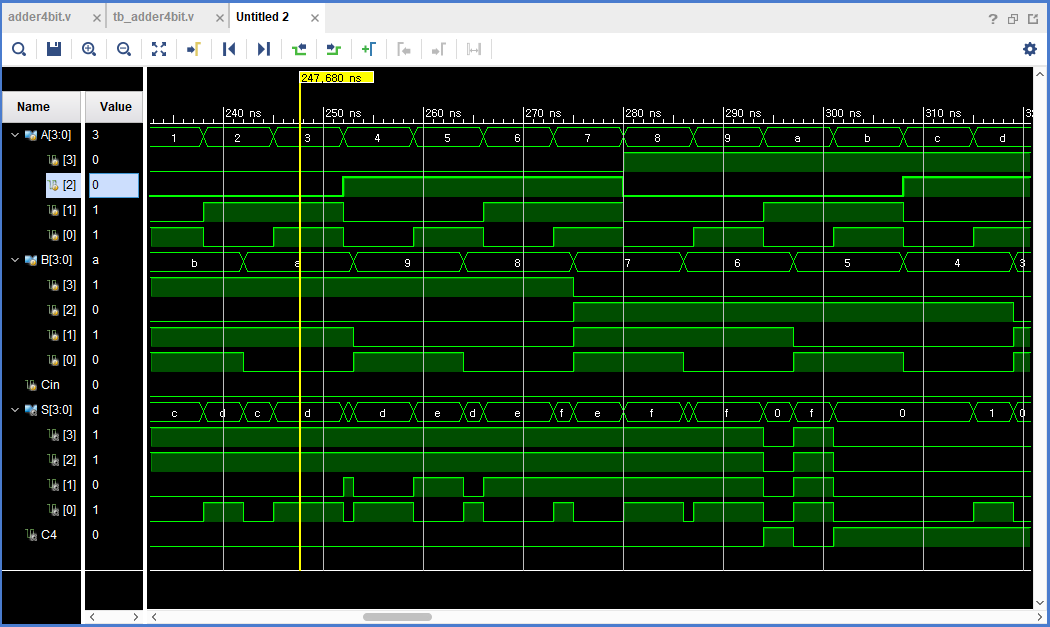 adder4bit.v × tb_adder4bit.v × Untitled 2 × ?
247,680 ns
Name Value 240 ns 250 ns 260 ns 270 ns 280 ns 290 ns 300 ns 310 ns
A[3:0] 3 1 2 3 4 5 6 7 8 9 a b c d
[3] 0
[2] 0
[1] 1
[0] 1
B[3:0] a b a 9 8 7 6 5 4 3
[3] 1
[2] 0
[1] 1
[0] 0
Cin 0
S[3:0] d c d c d d e d e f e f f 0 f 0 1 0
[3] 1
[2] 1
[1] 0
[0] 1
C4 0